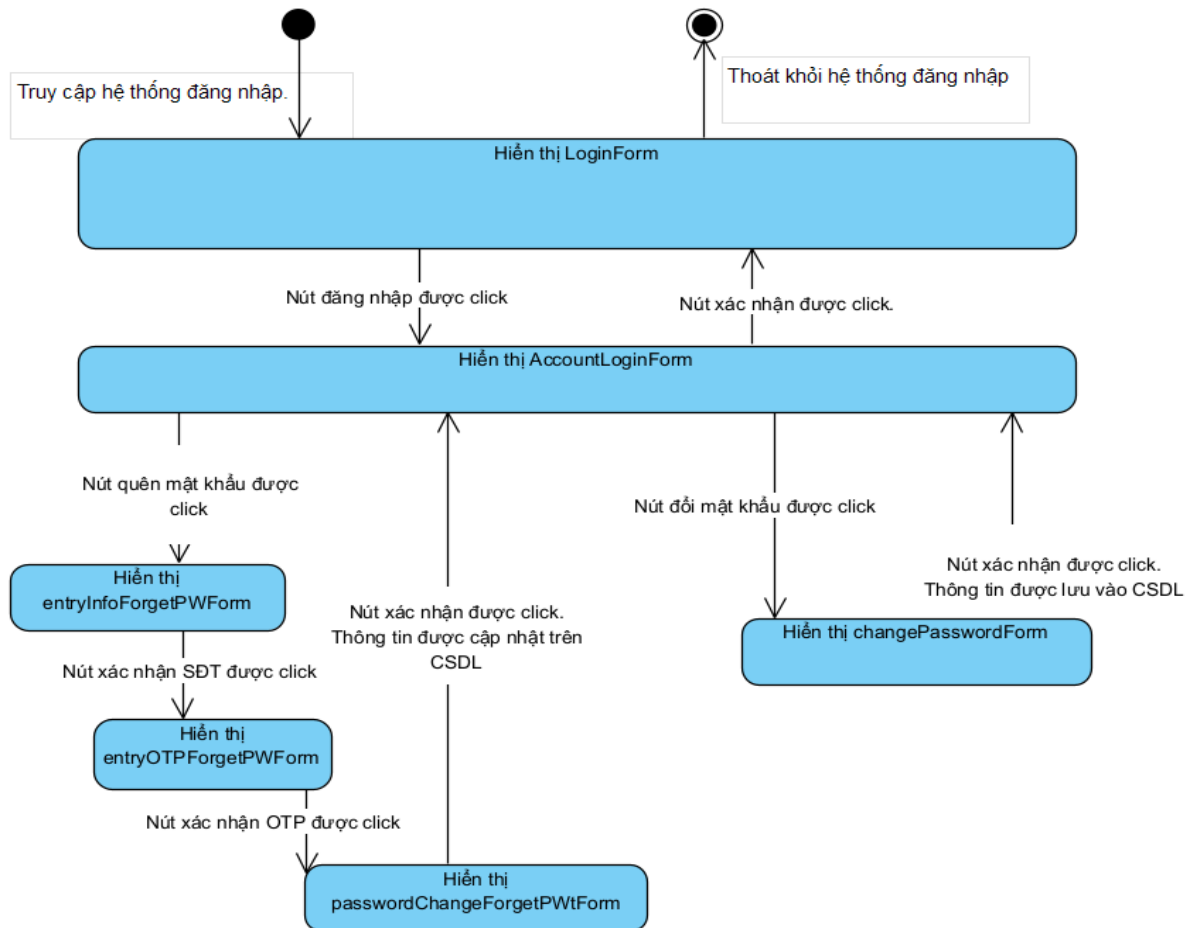 Truy cập hệ thống đăng nhập.
Thoát khỏi hệ thống đăng nhập
Hiển thị LoginForm
Nút đăng nhập được click
Nút xác nhận được click.
Hiển thị AccountLoginForm
Nút quên mật khẩu được
click
Nút đổi mật khẩu được click
Nút xác nhận được click.
Thông tin được lưu vào CSDL
Hiển thị
entryInfoForgetPWForm
Nút xác nhận được click.
Thông tin được cập nhật trên
CSDL
Hiển thị changePasswordForm
Nút xác nhận SĐT được click
Hiển thị
entryOTPForgetPWForm
Nút xác nhận OTP được click
Hiển thị
passwordChangeForgetPWtForm